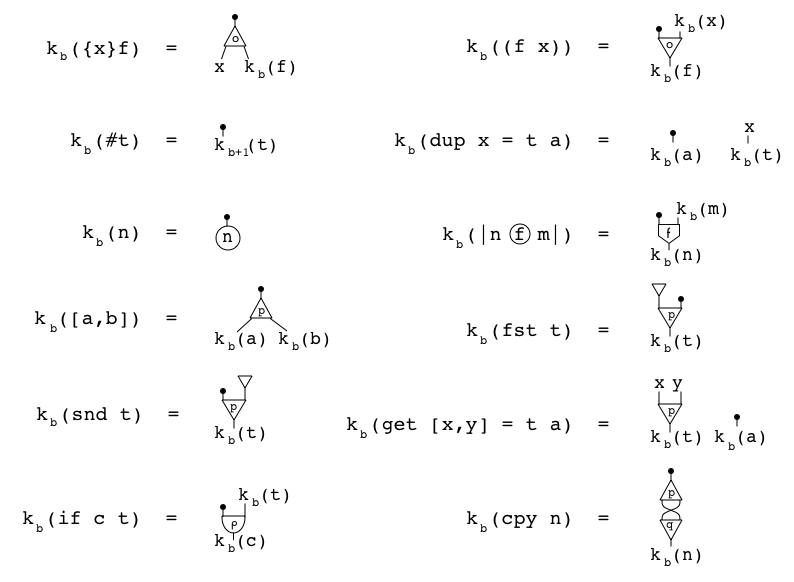 k_b({x}f) = o x k_b(f)
k_b((f x)) = o k_b(x) k_b(f)
k_b(#t) = k_b+1(t)
k_b(dup x = t a) = k_b(a) x k_b(t)
k_b(n) = n
k_b(|n f m|) = k_b(m) f k_b(n)
k_b([a,b]) = p k_b(a) k_b(b)
k_b(fst t) = p k_b(t)
k_b(snd t) = p k_b(t)
k_b(get [x,y] = t a) = x y p k_b(t) k_b(a)
k_b(if c t) = k_b(t) ρ k_b(c)
k_b(cpy n) = p q k_b(n)